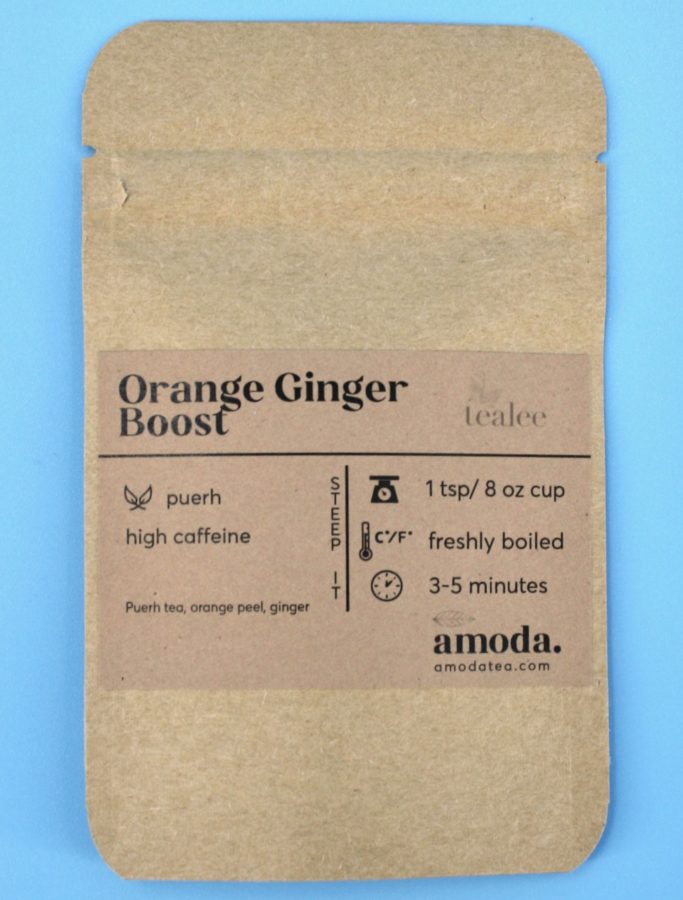 Orange Ginger
Boost
tealee
puerh
high caffeine
Puerh tea, orange peel, ginger
STEEP IT
1 tsp/ 8 oz cup
C°/F°
freshly boiled
3-5 minutes
amoda.
amodatea.com